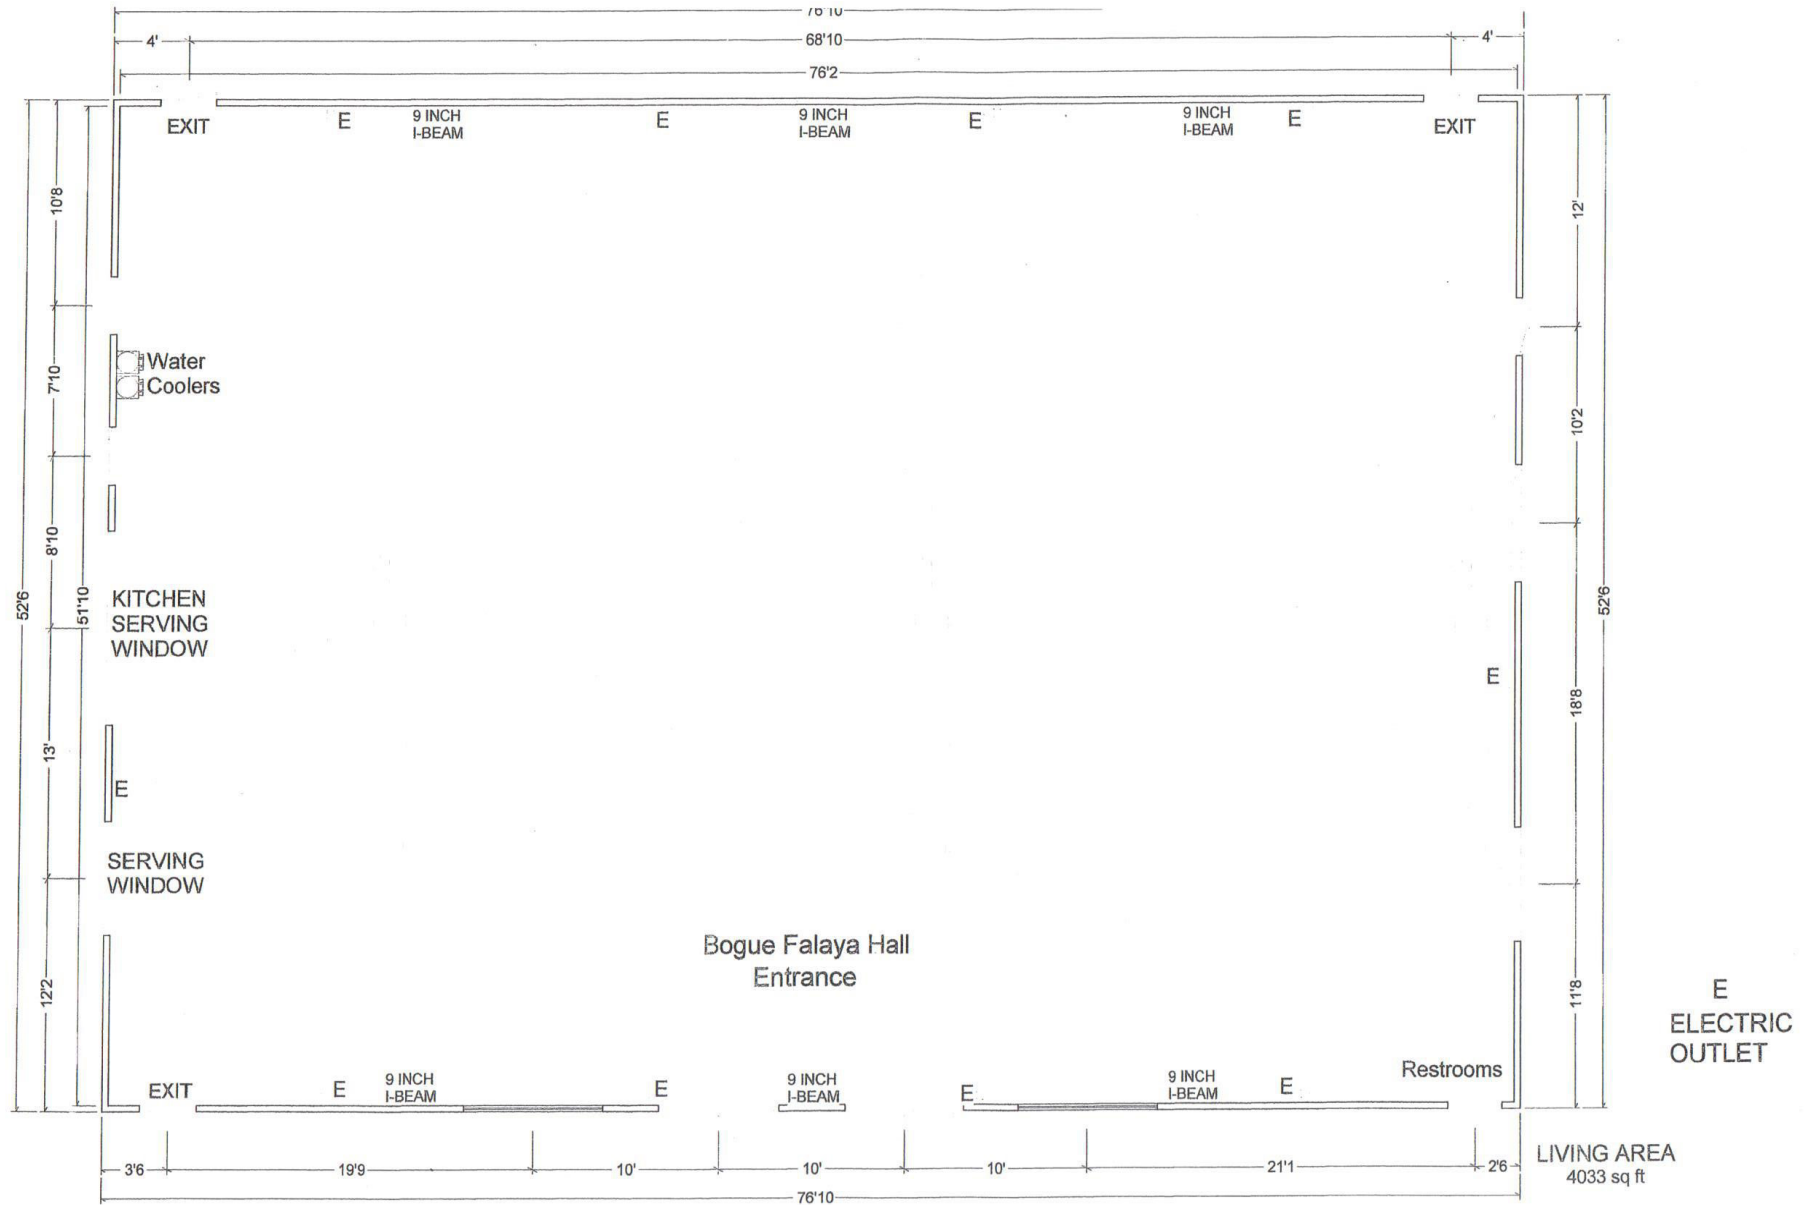 76'10
4'
68'10
4'
76'2
EXIT
E
9 INCH
I-BEAM
E
9 INCH
I-BEAM
E
9 INCH
I-BEAM
E
EXIT
10'8
12'
Water
Coolers
7'10
10'2
8'10
52'6
51'10
KITCHEN
SERVING
WINDOW
52'6
E
18'8
13'
E
SERVING
WINDOW
Bogue Falaya Hall
Entrance
12'2
11'8
E
ELECTRIC
OUTLET
EXIT
E
9 INCH
I-BEAM
E
9 INCH
I-BEAM
E
9 INCH
I-BEAM
E
Restrooms
3'6
19'9
10'
10'
10'
21'1
2'6
76'10
LIVING AREA
4033 sq ft